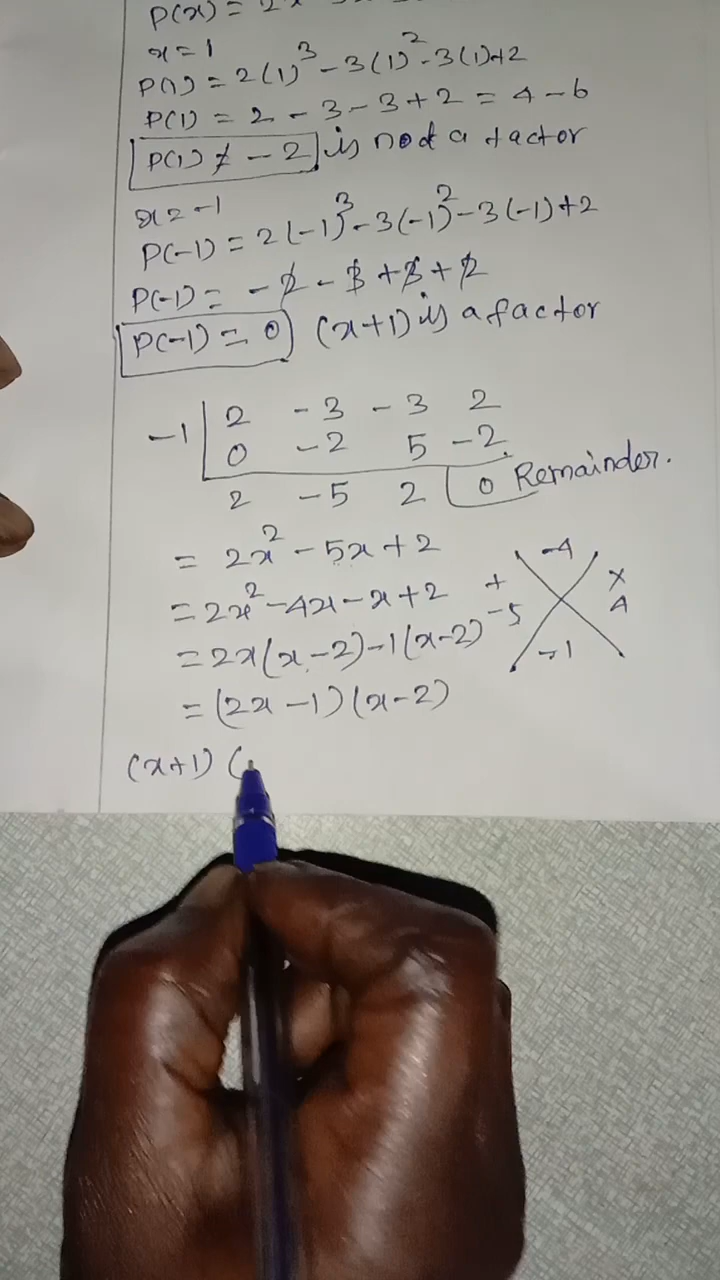 P(x) = 2x
x = 1
P(1) = 2(1)³ - 3(1)² - 3(1) + 2
P(1) = 2 - 3 - 3 + 2 = 4 - 6
P(1) ≠ -2 is not a factor
x = -1
P(-1) = 2(-1)³ - 3(-1)² - 3(-1) + 2
P(-1) = -2 - 3 + 3 + 2
P(-1) = 0 (x+1) is a factor
-1 | 2 -3 -3 2
0 -2 5 -2
2 -5 2 0 Remainder.
= 2x² - 5x + 2
= 2x² - 4x - x + 2
= 2x(x-2) - 1(x-2)
= (2x - 1)(x-2)
(x+1) (
-4
+ x
-5 4
-1